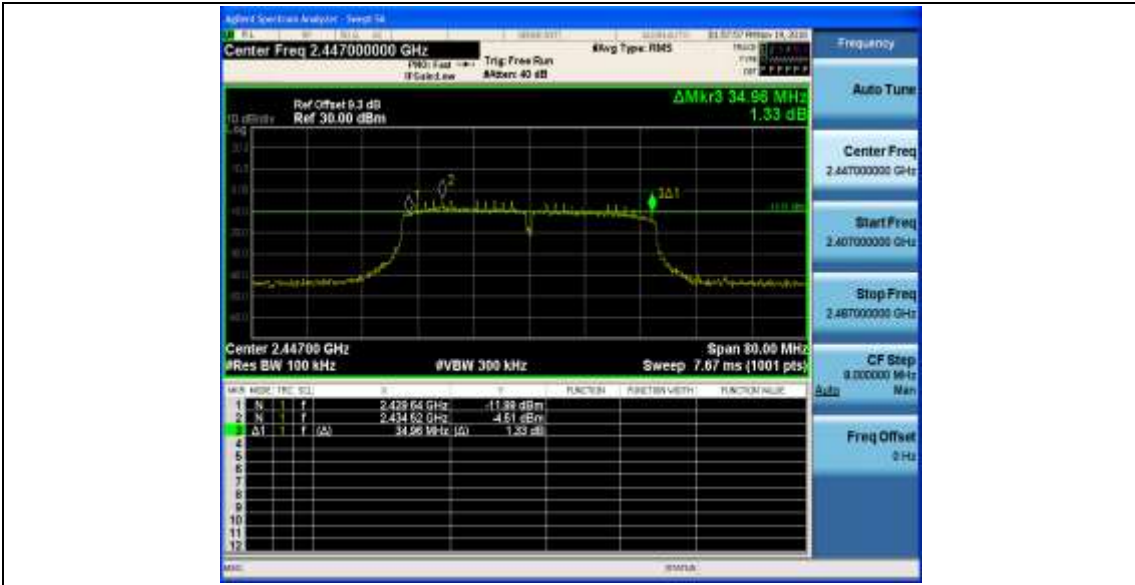 Agilent Spectrum Analyzer - Swept SA
Center Freq 2.447000000 GHz
PNO: Fast
IFGain:Low
Trig: Free Run
#Atten: 40 dB
#Avg Type: RMS
Frequency
Auto Tune
Ref Offset 9.3 dB
Ref 30.00 dBm
ΔMkr3 34.96 MHz
1.33 dB
10 dB/div
Log
Center Freq
2.447000000 GHz
Start Freq
2.407000000 GHz
Stop Freq
2.487000000 GHz
1
2
3Δ1
Center 2.44700 GHz
#Res BW 100 kHz
#VBW 300 kHz
Span 80.00 MHz
Sweep 7.67 ms (1001 pts)
CF Step
8.000000 MHz
Auto Man
MKR MODE TRC SCL X Y FUNCTION FUNCTION WIDTH FUNCTION VALUE
1 N 1 f 2.429 64 GHz -11.99 dBm
2 N 1 f 2.434 52 GHz -4.51 dBm
3 Δ1 1 f (Δ) 34.96 MHz (Δ) 1.33 dB
4
5
6
7
8
9
10
11
12
Freq Offset
0 Hz
MSG
STATUS